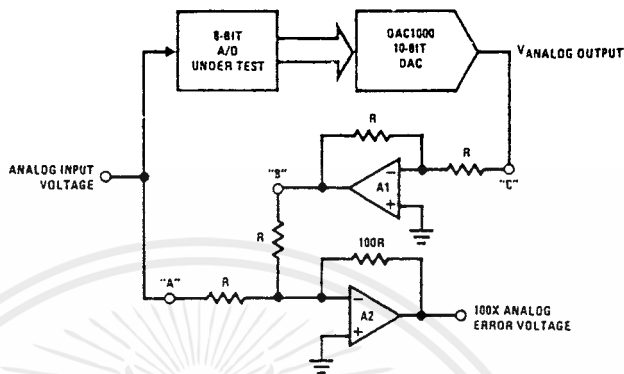 8-BIT
A/D
UNDER TEST
DAC1000
10-BIT
DAC
VANALOG OUTPUT
R
R
ANALOG INPUT
VOLTAGE
"B"
A1
"C"
R
100R
"A"
R
A2
100X ANALOG
ERROR VOLTAGE